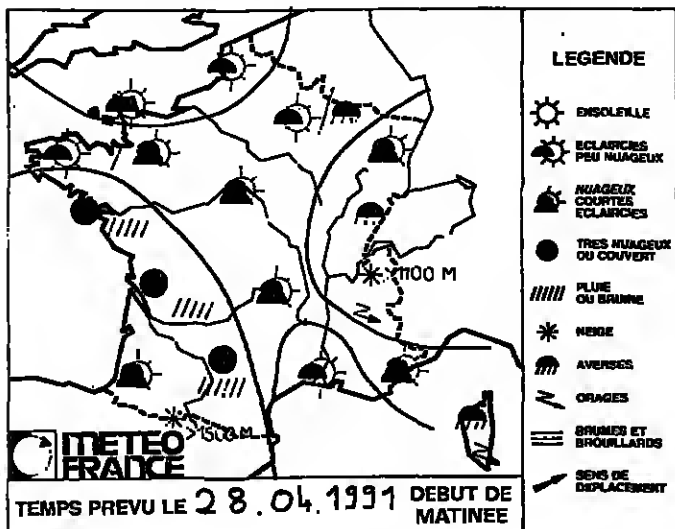 LEGENDE
ENSOLEILLE
ECLAIRCIES
PEU NUAGEUX
NUAGEUX
COURTES
ECLAIRCIES
TRES NUAGEUX
OU COUVERT
PLUIE
OU BRUINE
NEIGE
AVERSES
ORAGES
BRUMES ET
BROUILLARDS
SENS DE
DEPLACEMENT
>1100 M
>1500M
METEO
FRANCE
TEMPS PREVU LE 28.04.1991 DEBUT DE
MATINEE